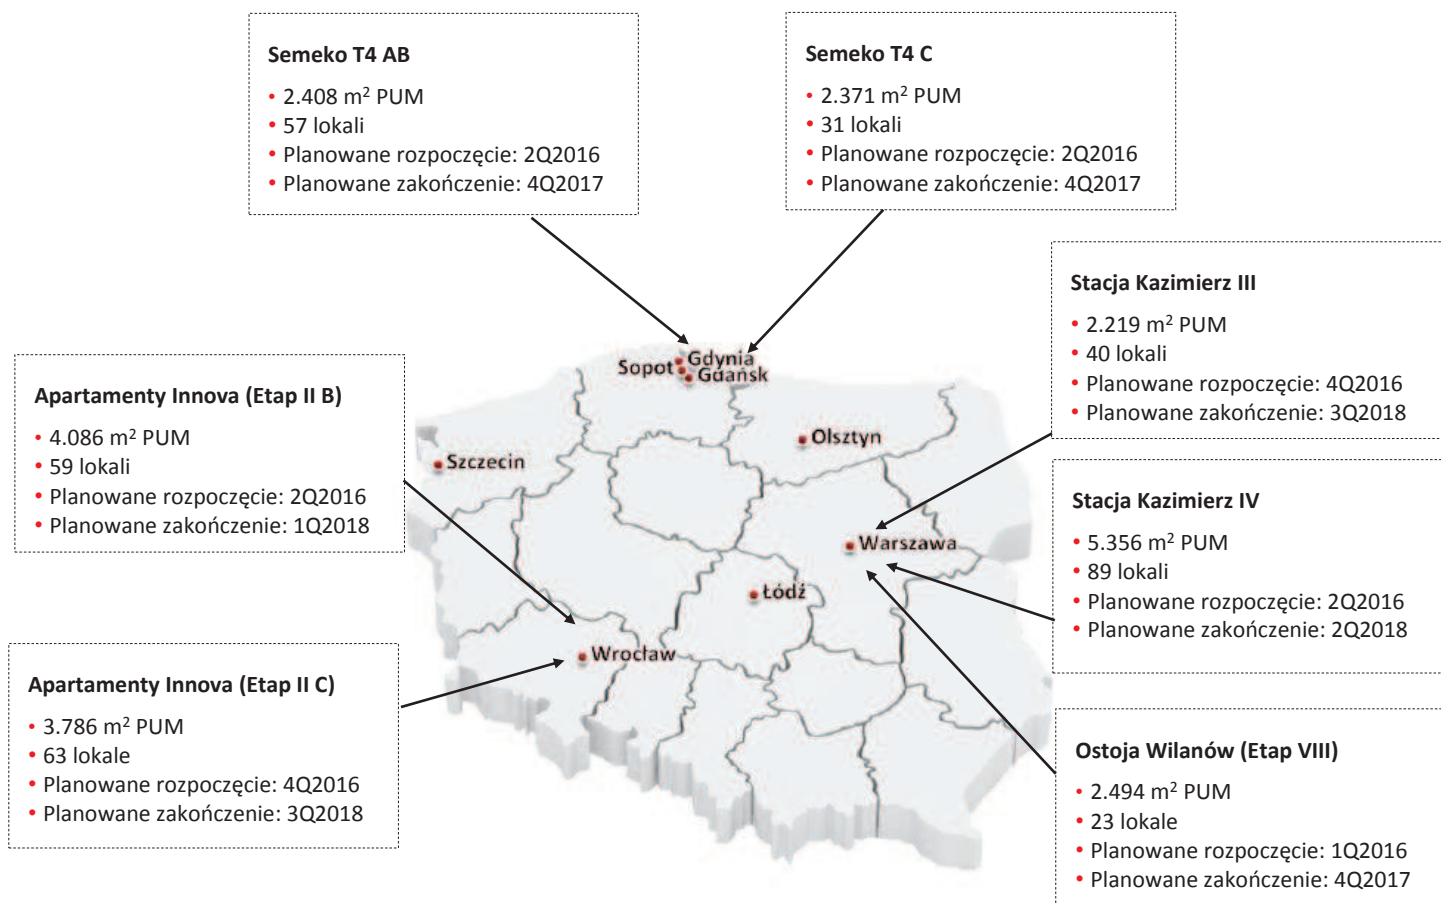 Semeko T4 AB
• 2.408 m² PUM
• 57 lokali
• Planowane rozpoczęcie: 2Q2016
• Planowane zakończenie: 4Q2017
Semeko T4 C
• 2.371 m² PUM
• 31 lokali
• Planowane rozpoczęcie: 2Q2016
• Planowane zakończenie: 4Q2017
Stacja Kazimierz III
• 2.219 m² PUM
• 40 lokali
• Planowane rozpoczęcie: 4Q2016
• Planowane zakończenie: 3Q2018
Apartamenty Innova (Etap II B)
• 4.086 m² PUM
• 59 lokali
• Planowane rozpoczęcie: 2Q2016
• Planowane zakończenie: 1Q2018
Gdynia
Sopot
Gdańsk
Olsztyn
Szczecin
Warszawa
Łódź
Wrocław
Stacja Kazimierz IV
• 5.356 m² PUM
• 89 lokali
• Planowane rozpoczęcie: 2Q2016
• Planowane zakończenie: 2Q2018
Apartamenty Innova (Etap II C)
• 3.786 m² PUM
• 63 lokale
• Planowane rozpoczęcie: 4Q2016
• Planowane zakończenie: 3Q2018
Ostoja Wilanów (Etap VIII)
• 2.494 m² PUM
• 23 lokale
• Planowane rozpoczęcie: 1Q2016
• Planowane zakończenie: 4Q2017